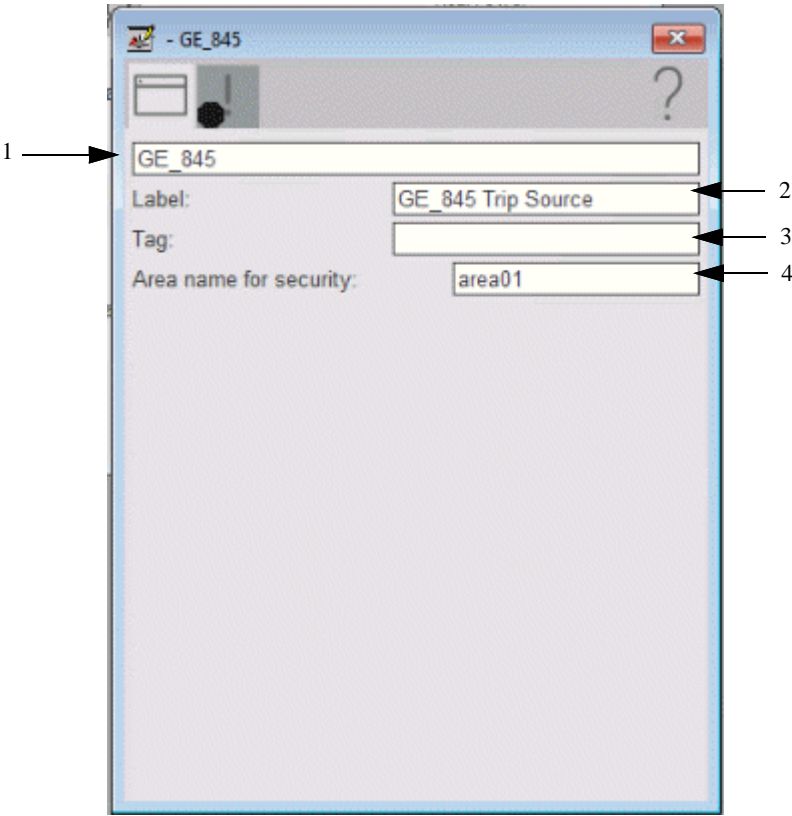 - GE_845
?
1
GE_845
Label: GE_845 Trip Source 2
Tag: 3
Area name for security: area01 4